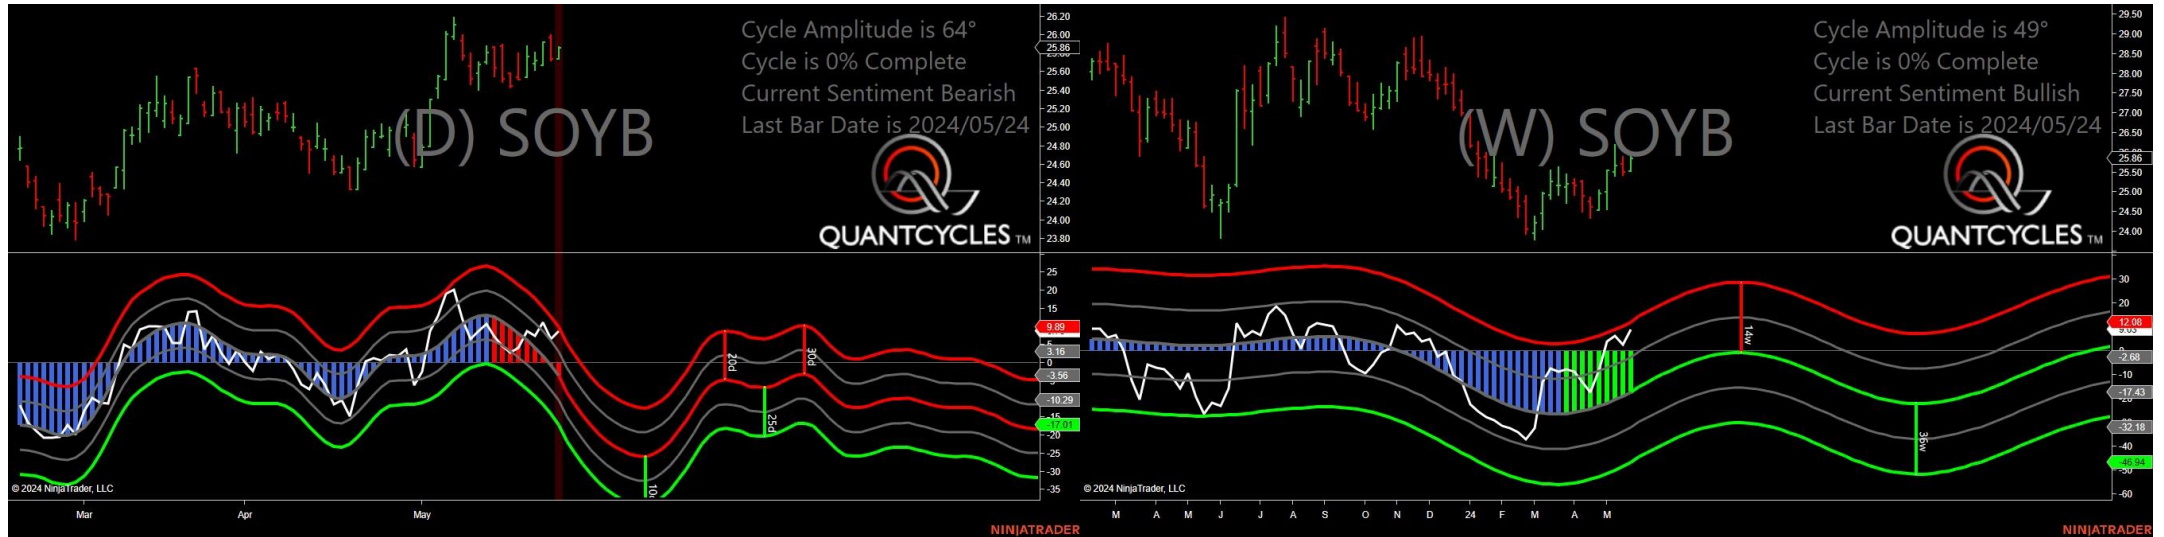 Cycle Amplitude is 64°
Cycle is 0% Complete
Current Sentiment Bearish
Last Bar Date is 2024/05/24
(D) SOYB
QUANTCYCLES TM
26.20
26.00
25.86
25.60
25.40
25.20
25.00
24.80
24.60
24.40
24.20
24.00
23.80
25
20
15
9.89
3.16
0
-3.56
-10.29
-15
-17.01
-20
-25
-30
-35
20d
30d
25d
© 2024 NinjaTrader, LLC
Mar
Apr
May
NINJATRADER
Cycle Amplitude is 49°
Cycle is 0% Complete
Current Sentiment Bullish
Last Bar Date is 2024/05/24
(W) SOYB
QUANTCYCLES TM
29.50
29.00
28.50
28.00
27.50
27.00
26.50
25.86
25.50
25.00
24.50
24.00
30
20
12.08
-2.68
-10
-17.43
-32.18
-40
-46.94
-60
14w
36w
© 2024 NinjaTrader, LLC
M A M J J A S O N D 24 F M A M
NINJATRADER